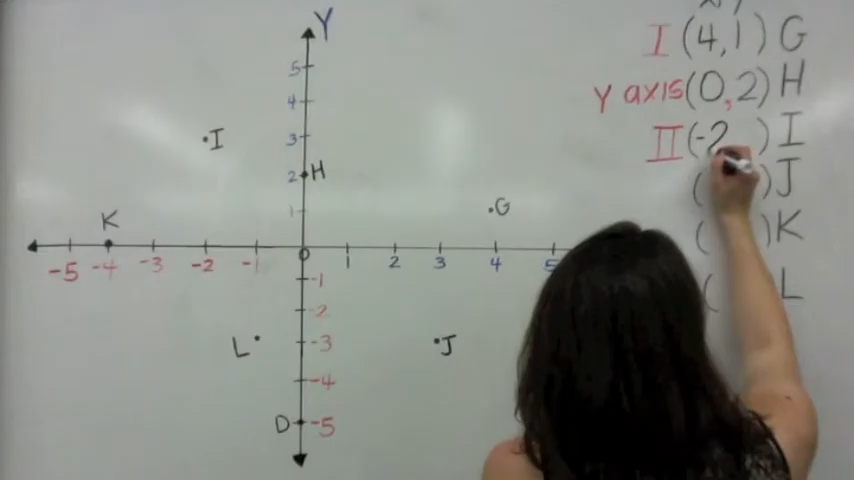 Y
I (4,1) G
Y axis (0,2) H
II (-2 ) I
( ) J
( ) K
( L
5
4
3
2
1
I
H
G
K
-5 -4 -3 -2 -1 0 1 2 3 4 5
-1
-2
-3
-4
-5
L
J
D